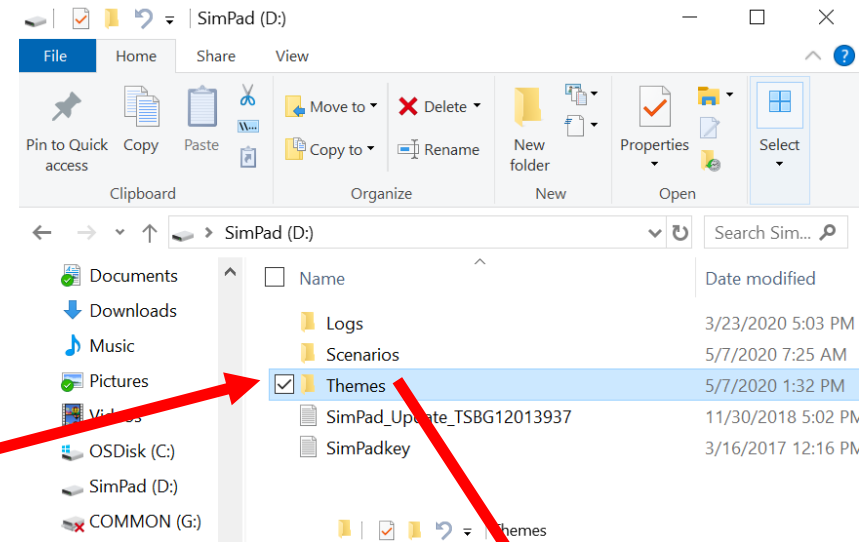 SimPad (D:)
File Home Share View
Pin to Quick access
Copy
Paste
Clipboard
Move to
Copy to
Delete
Rename
Organize
New folder
New
Properties
Open
Select
SimPad (D:)
Search Sim...
Documents
Downloads
Music
Pictures
Videos
OSDisk (C:)
SimPad (D:)
COMMON (G:)
Name Date modified
Logs 3/23/2020 5:03 PM
Scenarios 5/7/2020 7:25 AM
Themes 5/7/2020 1:32 PM
SimPad_Update_TSBG12013937 11/30/2018 5:02 PM
SimPadkey 3/16/2017 12:16 PM
Themes